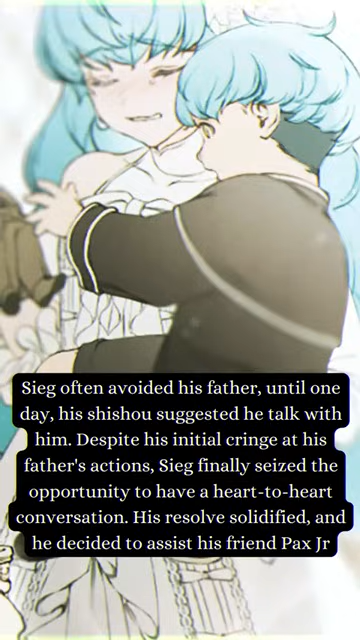 Sieg often avoided his father, until one
day, his shishou suggested he talk with
him. Despite his initial cringe at his
father's actions, Sieg finally seized the
opportunity to have a heart-to-heart
conversation. His resolve solidified, and
he decided to assist his friend Pax Jr